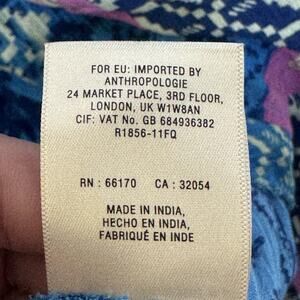 FOR EU: IMPORTED BY
ANTHROPOLOGIE
24 MARKET PLACE, 3RD FLOOR,
LONDON, UK W1W8AN
CIF: VAT No. GB 684936382
R1856-11FQ
RN : 66170 CA : 32054
MADE IN INDIA,
HECHO EN INDIA,
FABRIQUÉ EN INDE